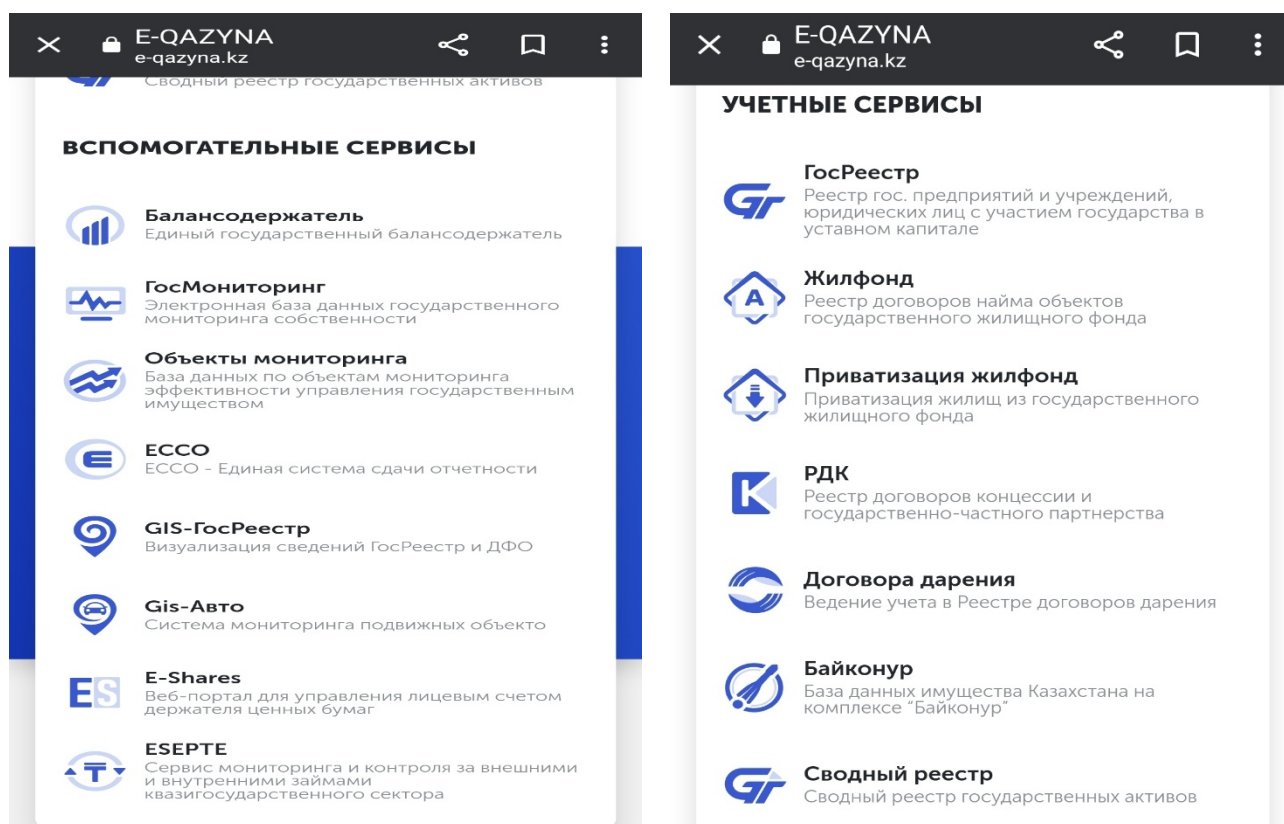 E-QAZYNA
e-qazyna.kz
Сводный реестр государственных активов
ВСПОМОГАТЕЛЬНЫЕ СЕРВИСЫ
Балансодержатель
Единый государственный балансодержатель
ГосМониторинг
Электронная база данных государственного
мониторинга собственности
Объекты мониторинга
База данных по объектам мониторинга
эффективности управления государственным
имуществом
ЕССО
ЕССО - Единая система сдачи отчетности
GIS-ГосРеестр
Визуализация сведений ГосРеестр и ДФО
Gis-Авто
Система мониторинга подвижных объекто
ES
E-Shares
Веб-портал для управления лицевым счетом
держателя ценных бумаг
ESEPTE
Сервис мониторинга и контроля за внешними
и внутренними займами
квазигосударственного сектора
E-QAZYNA
e-qazyna.kz
УЧЕТНЫЕ СЕРВИСЫ
Gr
ГосРеестр
Реестр гос. предприятий и учреждений,
юридических лиц с участием государства в
уставном капитале
A
Жилфонд
Реестр договоров найма объектов
государственного жилищного фонда
Приватизация жилфонд
Приватизация жилищ из государственного
жилищного фонда
K
РДК
Реестр договоров концессии и
государственно-частного партнерства
Договора дарения
Ведение учета в Реестре договоров дарения
Байконур
База данных имущества Казахстана на
комплексе "Байконур"
Gr
Сводный реестр
Сводный реестр государственных активов